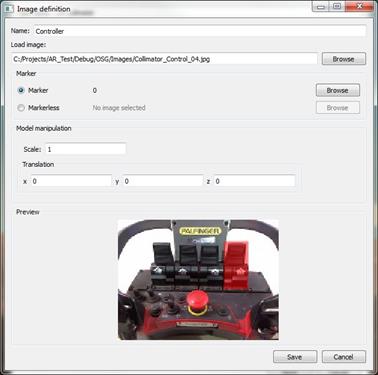 Image definition
Name: Controller
Load image:
C:/Projects/AR_Test/Debug/OSG/Images/Collimator_Control_04.jpg Browse
Marker
Marker 0 Browse
Markerless No image selected Browse
Model manipulation
Scale: 1
Translation
x 0 y 0 z 0
Preview
PALFINGER
Save Cancel